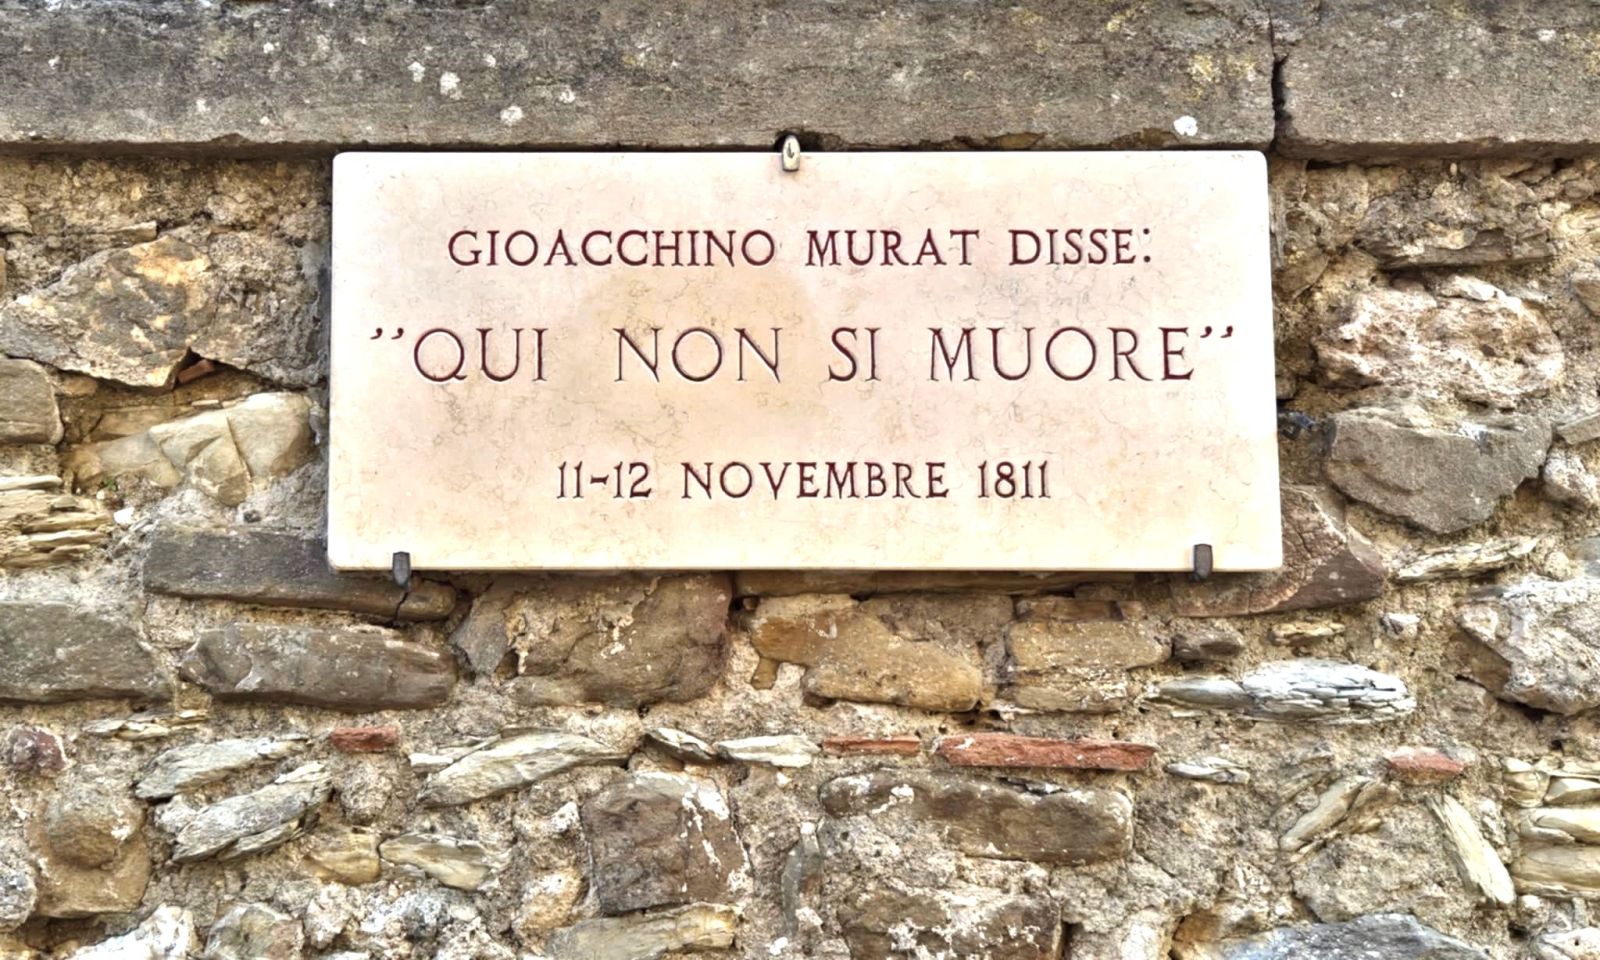 GIOACCHINO MURAT DISSE:
''QUI NON SI MUORE''
11-12 NOVEMBRE 1811